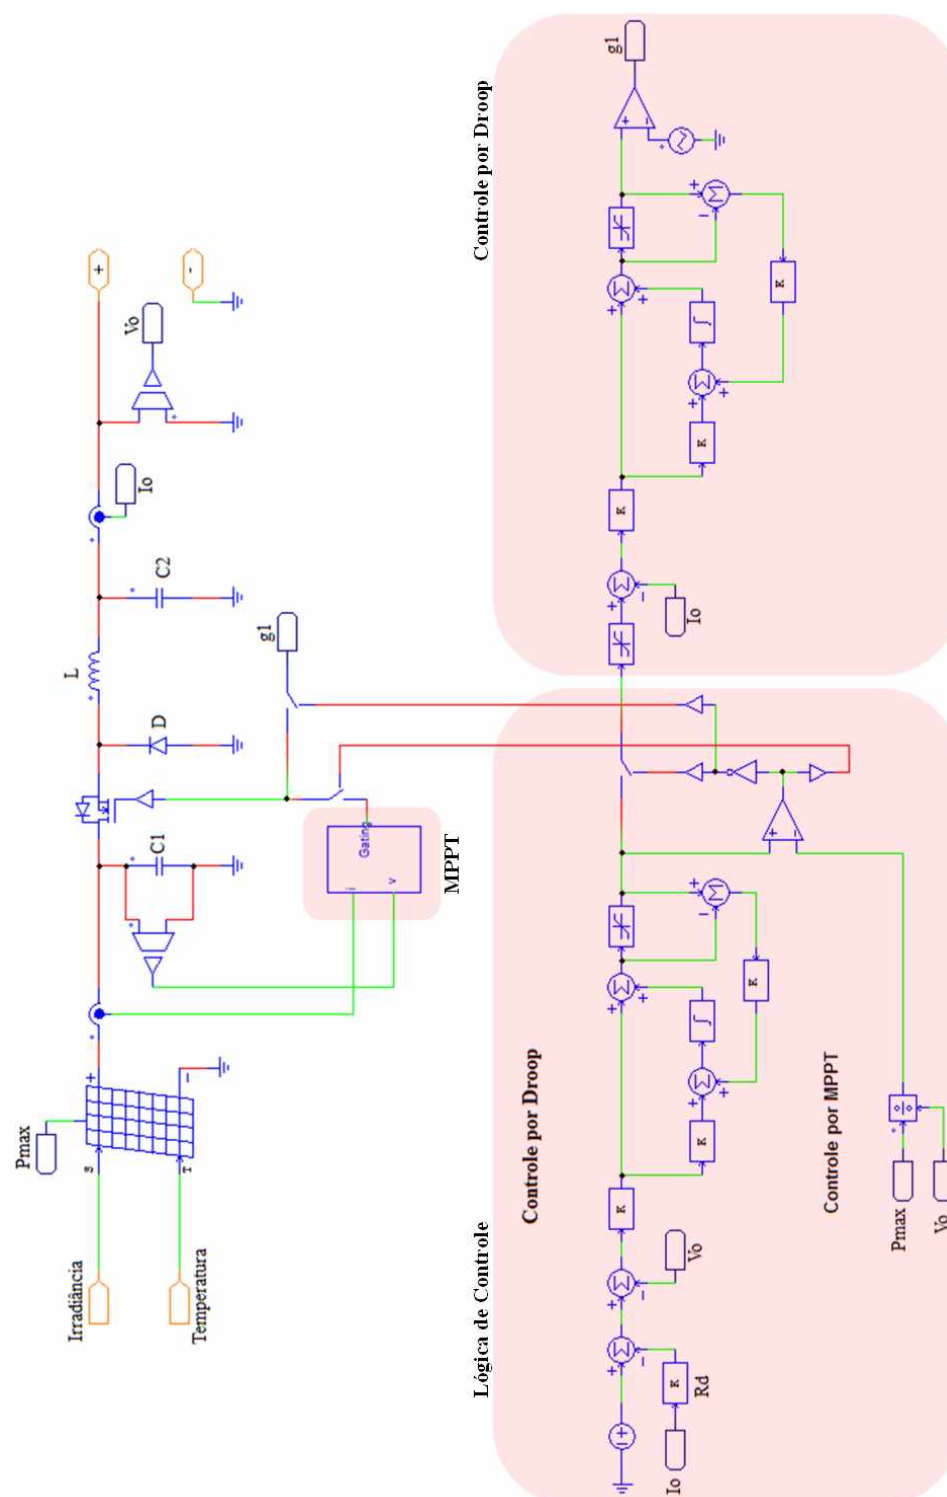 Irradiância
Temperatura
Pmax
S
T
+
-
C1
D
L
C2
Io
Vo
+
-
i
v
Gating
MPPT
g1
Lógica de Controle
Controle por Droop
Io
K
Rd
Vo
K
K
K
Controle por MPPT
Pmax
Vo
Controle por Droop
Io
K
K
K
g1